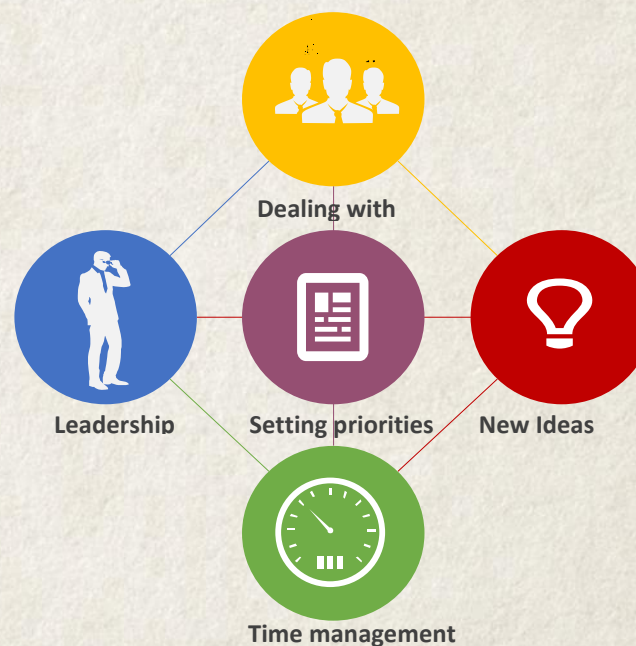 Dealing with
Leadership
Setting priorities
New Ideas
Time management